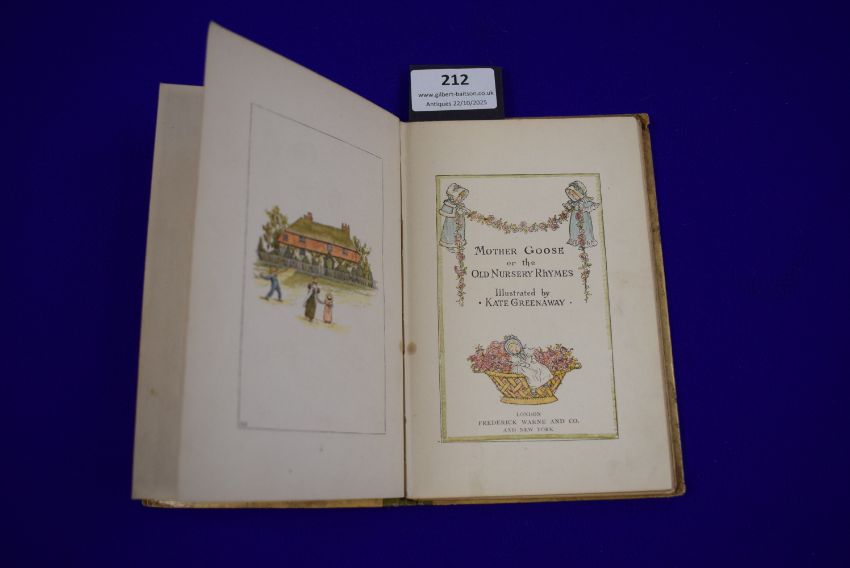 212
www.gilbert-baitson.co.uk
Antiques 22/10/2025
MOTHER GOOSE
or the
OLD NURSERY RHYMES
Illustrated by
· KATE GREENAWAY ·
LONDON
FREDERICK WARNE AND CO.
AND NEW YORK